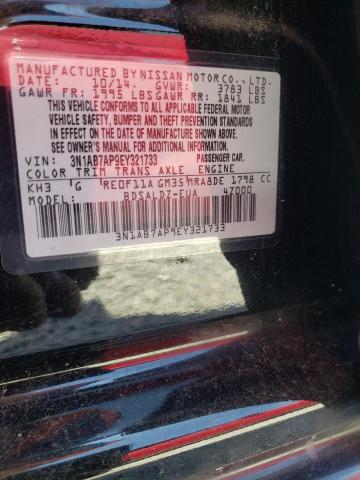 MANUFACTURED BY NISSAN MOTOR CO., LTD.
DATE: 10/14. GVWR: 3783 LBS
GAWR FR: 1995 LBS GAWR RR: 1841 LBS
THIS VEHICLE CONFORMS TO ALL APPLICABLE FEDERAL MOTOR
VEHICLE SAFETY, BUMPER AND THEFT PREVENTION STANDARDS
IN EFFECT ON THE DATE OF MANUFACTURE SHOWN ABOVE.
SEE OWNER'S MANUAL FOR ADDITIONAL INFORMATION.
VIN: 3N1AB7AP9EY321733 PASSENGER CAR.
COLOR TRIM TRANS AXLE ENGINE
KH3 G RE0F11A GM35 MRA8DE 1798 CC
MODEL: BDSALDZ-EUA 47000
3N1AB7AP9EY321733